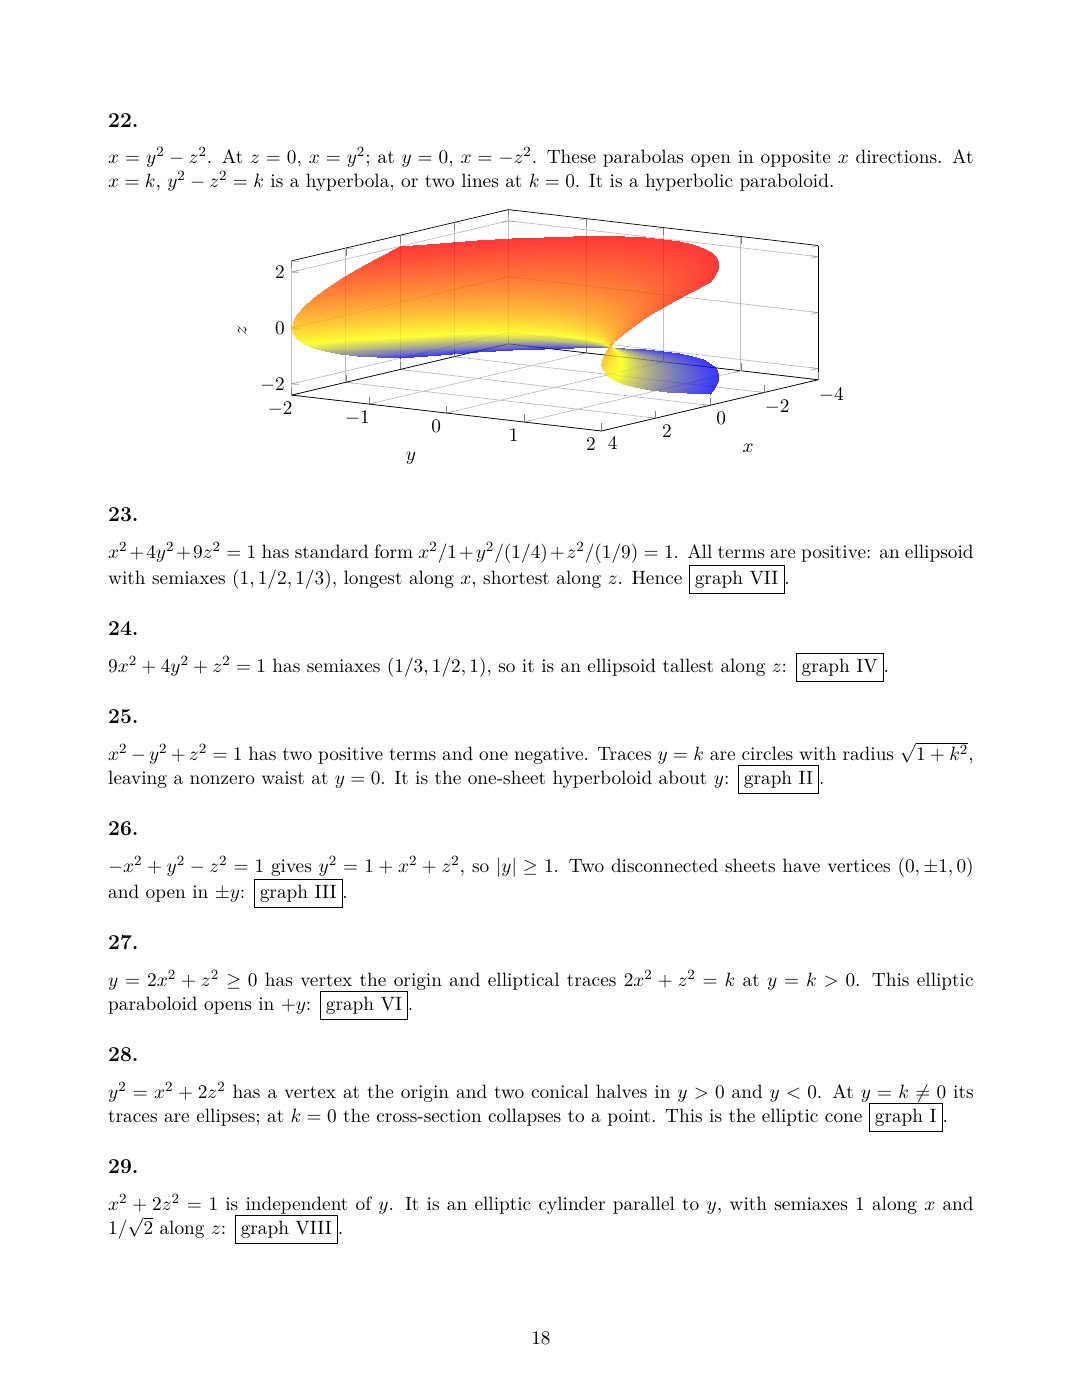 22.
x = y² − z². At z = 0, x = y²; at y = 0, x = −z². These parabolas open in opposite x directions. At
x = k, y² − z² = k is a hyperbola, or two lines at k = 0. It is a hyperbolic paraboloid.
2
0
−2
z
−2
−1
0
1
2
y
4
2
0
−2
−4
x
23.
x² + 4y² + 9z² = 1 has standard form x²/1 + y²/(1/4) + z²/(1/9) = 1. All terms are positive: an ellipsoid
with semiaxes (1, 1/2, 1/3), longest along x, shortest along z. Hence graph VII.
24.
9x² + 4y² + z² = 1 has semiaxes (1/3, 1/2, 1), so it is an ellipsoid tallest along z: graph IV.
25.
x² − y² + z² = 1 has two positive terms and one negative. Traces y = k are circles with radius √(1 + k²),
leaving a nonzero waist at y = 0. It is the one-sheet hyperboloid about y: graph II.
26.
−x² + y² − z² = 1 gives y² = 1 + x² + z², so |y| ≥ 1. Two disconnected sheets have vertices (0, ±1, 0)
and open in ±y: graph III.
27.
y = 2x² + z² ≥ 0 has vertex the origin and elliptical traces 2x² + z² = k at y = k > 0. This elliptic
paraboloid opens in +y: graph VI.
28.
y² = x² + 2z² has a vertex at the origin and two conical halves in y > 0 and y < 0. At y = k ≠ 0 its
traces are ellipses; at k = 0 the cross-section collapses to a point. This is the elliptic cone graph I.
29.
x² + 2z² = 1 is independent of y. It is an elliptic cylinder parallel to y, with semiaxes 1 along x and
1/√2 along z: graph VIII.
18